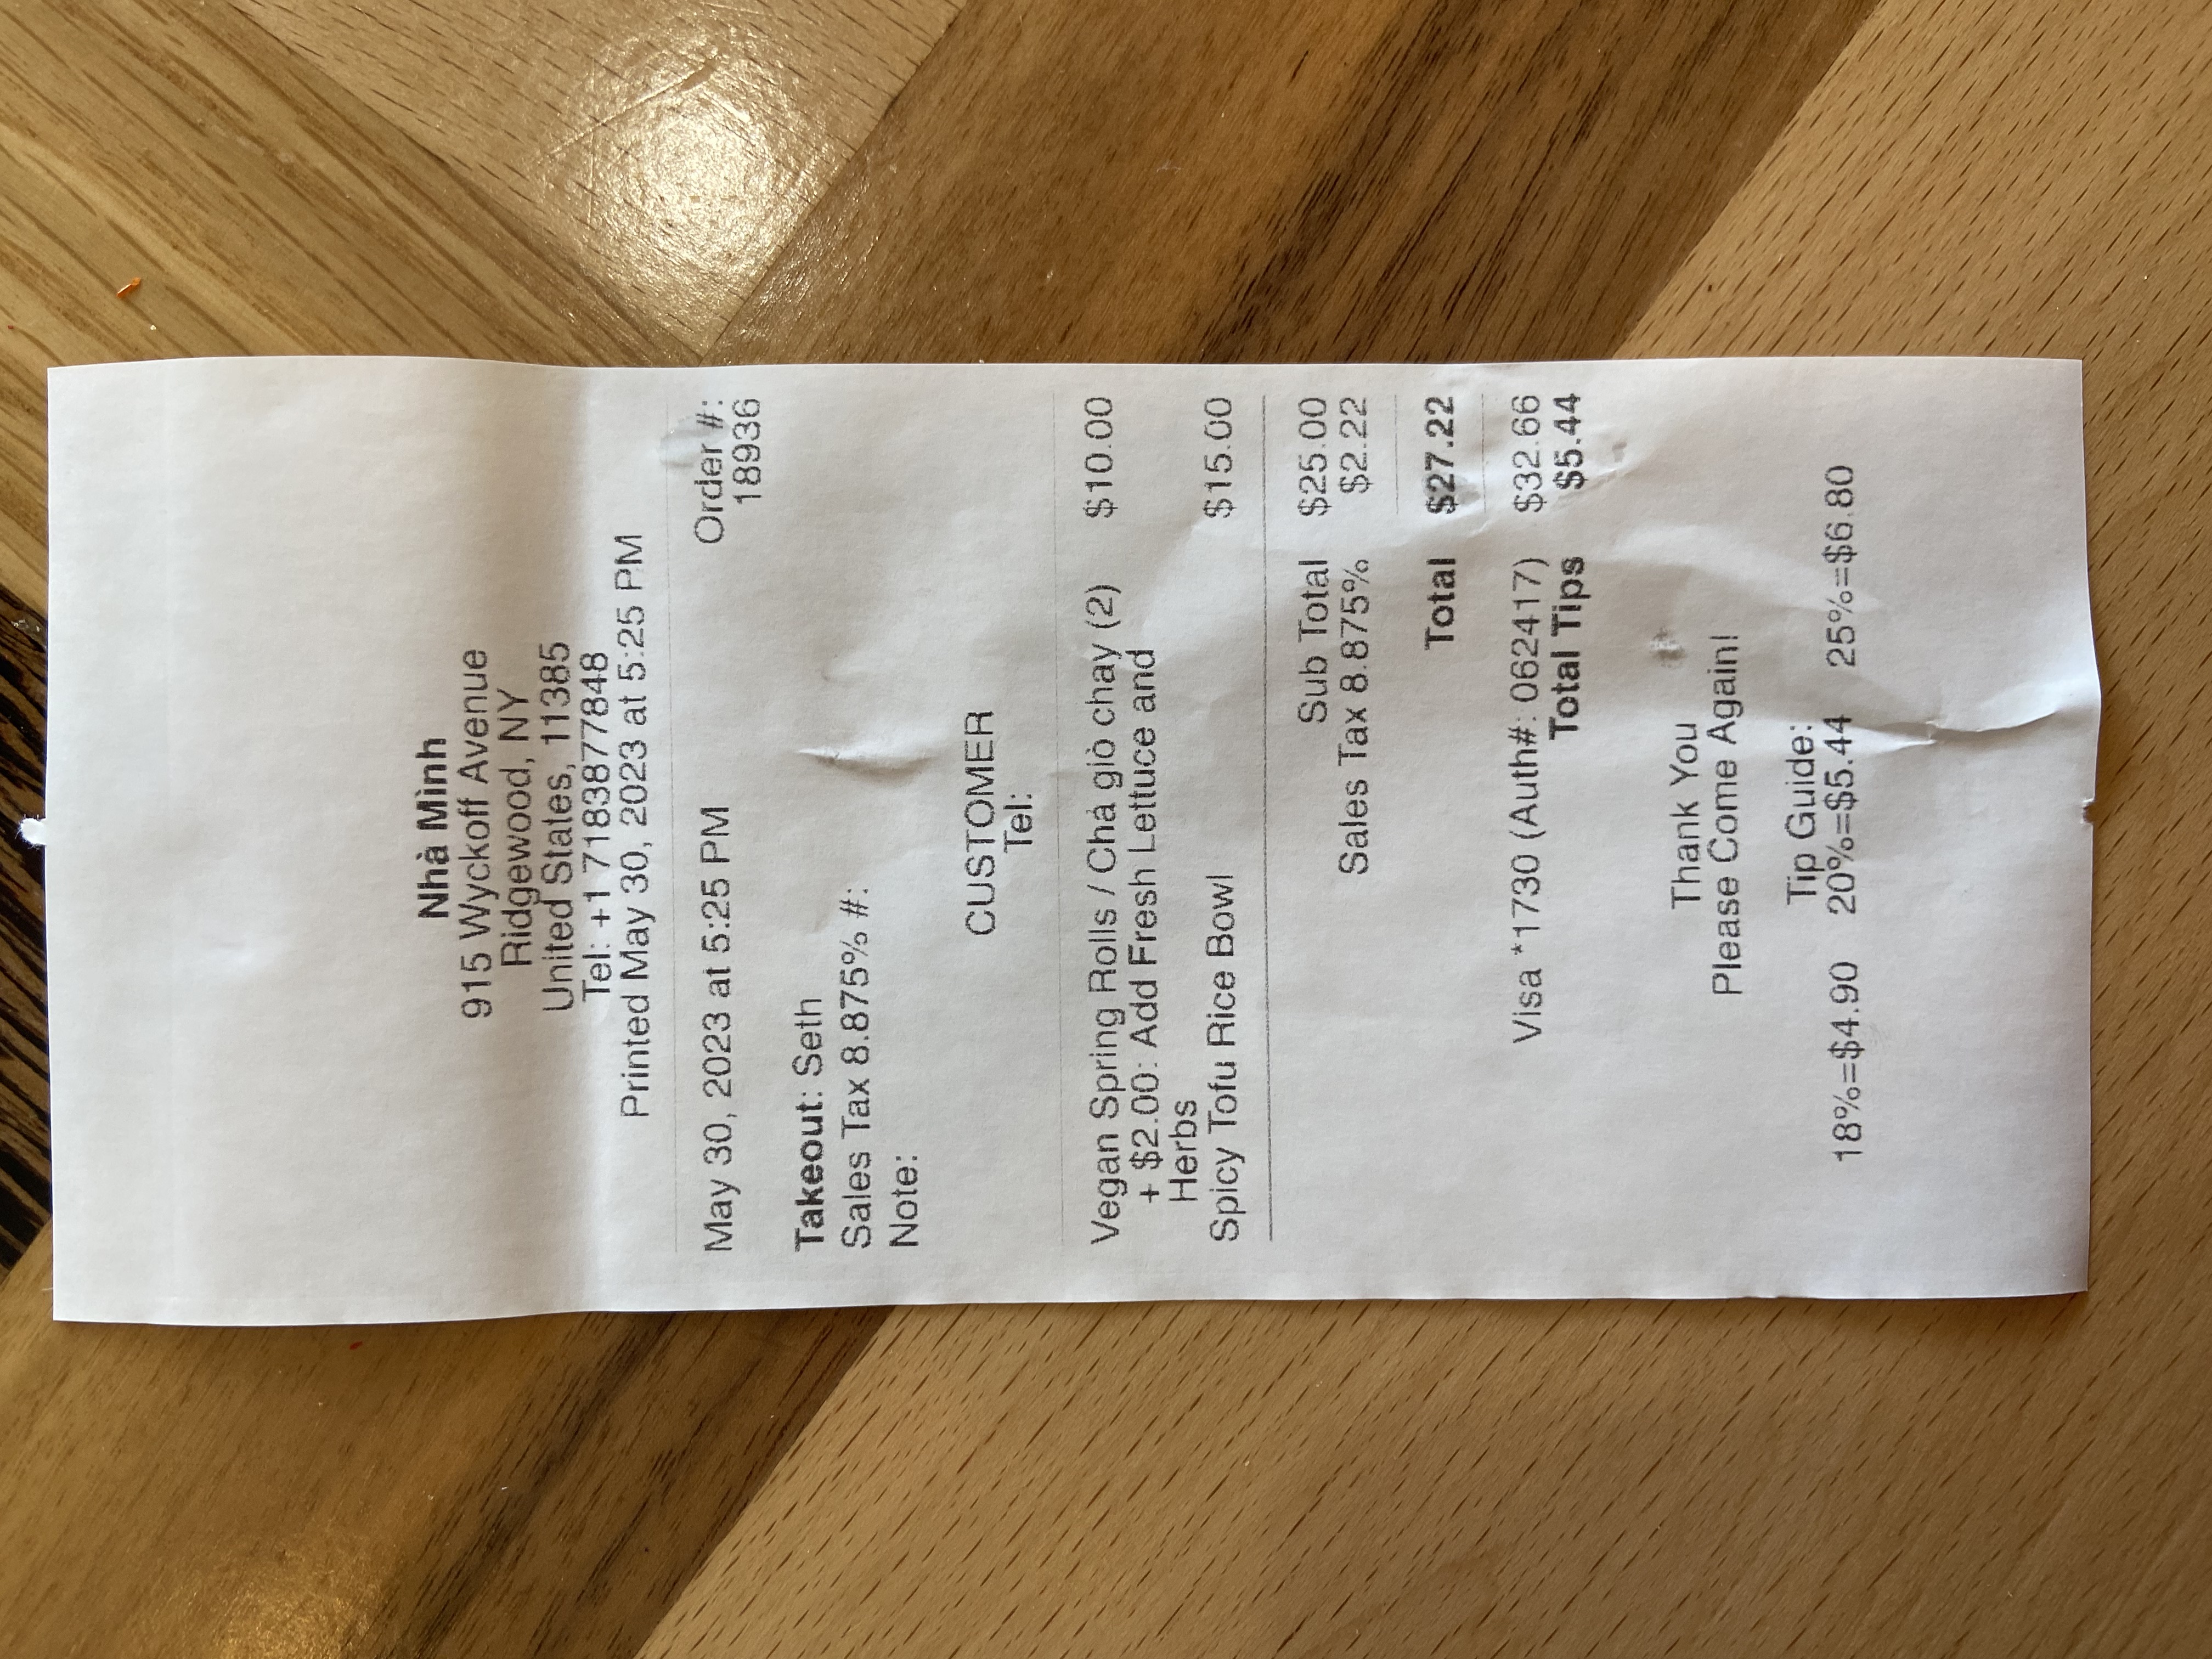 Nhà Mình
915 Wyckoff Avenue
Ridgewood, NY
United States, 11385
Tel: +1 7183877848
Printed May 30, 2023 at 5:25 PM
May 30, 2023 at 5:25 PM Order #:
18936
Takeout: Seth
Sales Tax 8.875% #:
Note:
CUSTOMER
Tel:
Vegan Spring Rolls / Chả giò chay (2) $10.00
+ $2.00: Add Fresh Lettuce and
Herbs
Spicy Tofu Rice Bowl $15.00
Sub Total $25.00
Sales Tax 8.875% $2.22
Total $27.22
Visa *1730 (Auth#: 062417) $32.66
Total Tips $5.44
Thank You
Please Come Again!
Tip Guide:
18%=$4.90 20%=$5.44 25%=$6.80